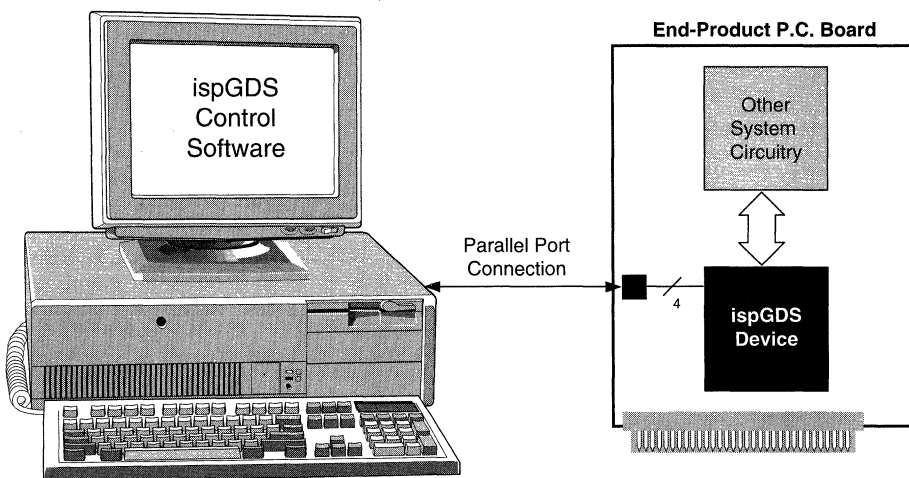 ispGDS
Control
Software
Parallel Port
Connection
End-Product P.C. Board
Other
System
Circuitry
4
ispGDS
Device